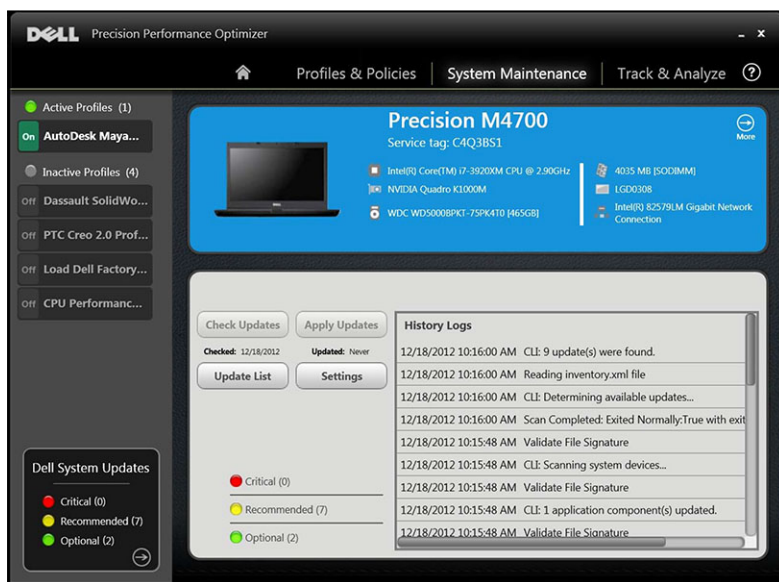 DELL Precision Performance Optimizer
Profiles & Policies System Maintenance Track & Analyze ?
Active Profiles (1)
On AutoDesk Maya...
Inactive Profiles (4)
Off Dassault SolidWo...
Off PTC Creo 2.0 Prof...
Off Load Dell Factory...
Off CPU Performanc...
Dell System Updates
Critical (0)
Recommended (7)
Optional (2)
Precision M4700
Service tag: C4Q3BS1
More
Intel(R) Core(TM) i7-3920XM CPU @ 2.90GHz
NVIDIA Quadro K1000M
WDC WD5000BPKT-75PK4T0 [465GB]
4035 MB [SODIMM]
LGD0308
Intel(R) 82579LM Gigabit Network
Connection
Check Updates Apply Updates
Checked: 12/18/2012 Updated: Never
Update List Settings
Critical (0)
Recommended (7)
Optional (2)
History Logs
12/18/2012 10:16:00 AM CLI: 9 update(s) were found.
12/18/2012 10:16:00 AM Reading inventory.xml file
12/18/2012 10:16:00 AM CLI: Determining available updates...
12/18/2012 10:16:00 AM Scan Completed: Exited Normally:True with exit
12/18/2012 10:15:48 AM Validate File Signature
12/18/2012 10:15:48 AM CLI: Scanning system devices...
12/18/2012 10:15:48 AM Validate File Signature
12/18/2012 10:15:48 AM CLI: 1 application component(s) updated.
12/18/2012 10:15:48 AM Validate File Signature